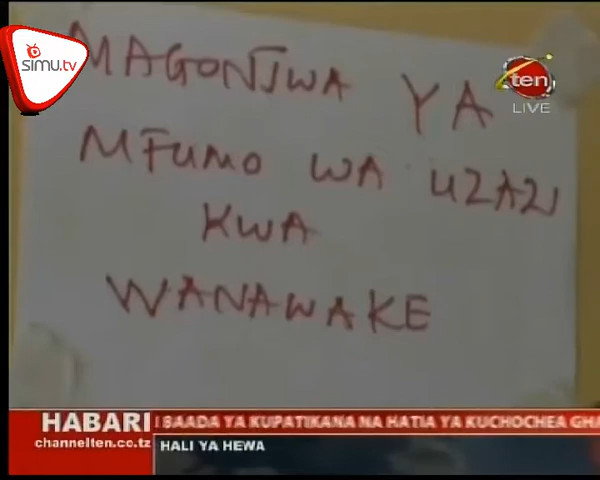 simu.tv
ten
LIVE
MAGONJWA YA
MFUMO WA UZAZI
KWA
WANAWAKE
HABARI
BAADA YA KUPATIKANA NA HATIA YA KUCHOCHEA
channelten.co.tz
HALI YA HEWA